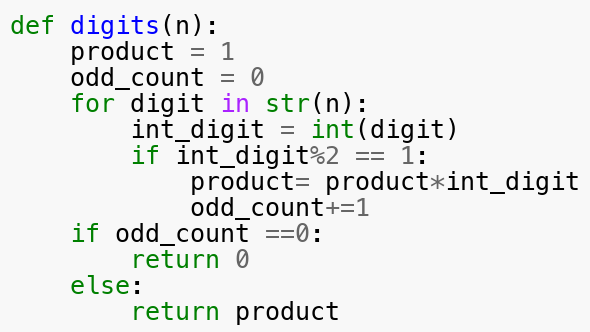 def digits(n):
    product = 1
    odd_count = 0
    for digit in str(n):
        int_digit = int(digit)
        if int_digit%2 == 1:
            product= product*int_digit
            odd_count+=1
    if odd_count ==0:
        return 0
    else:
        return product